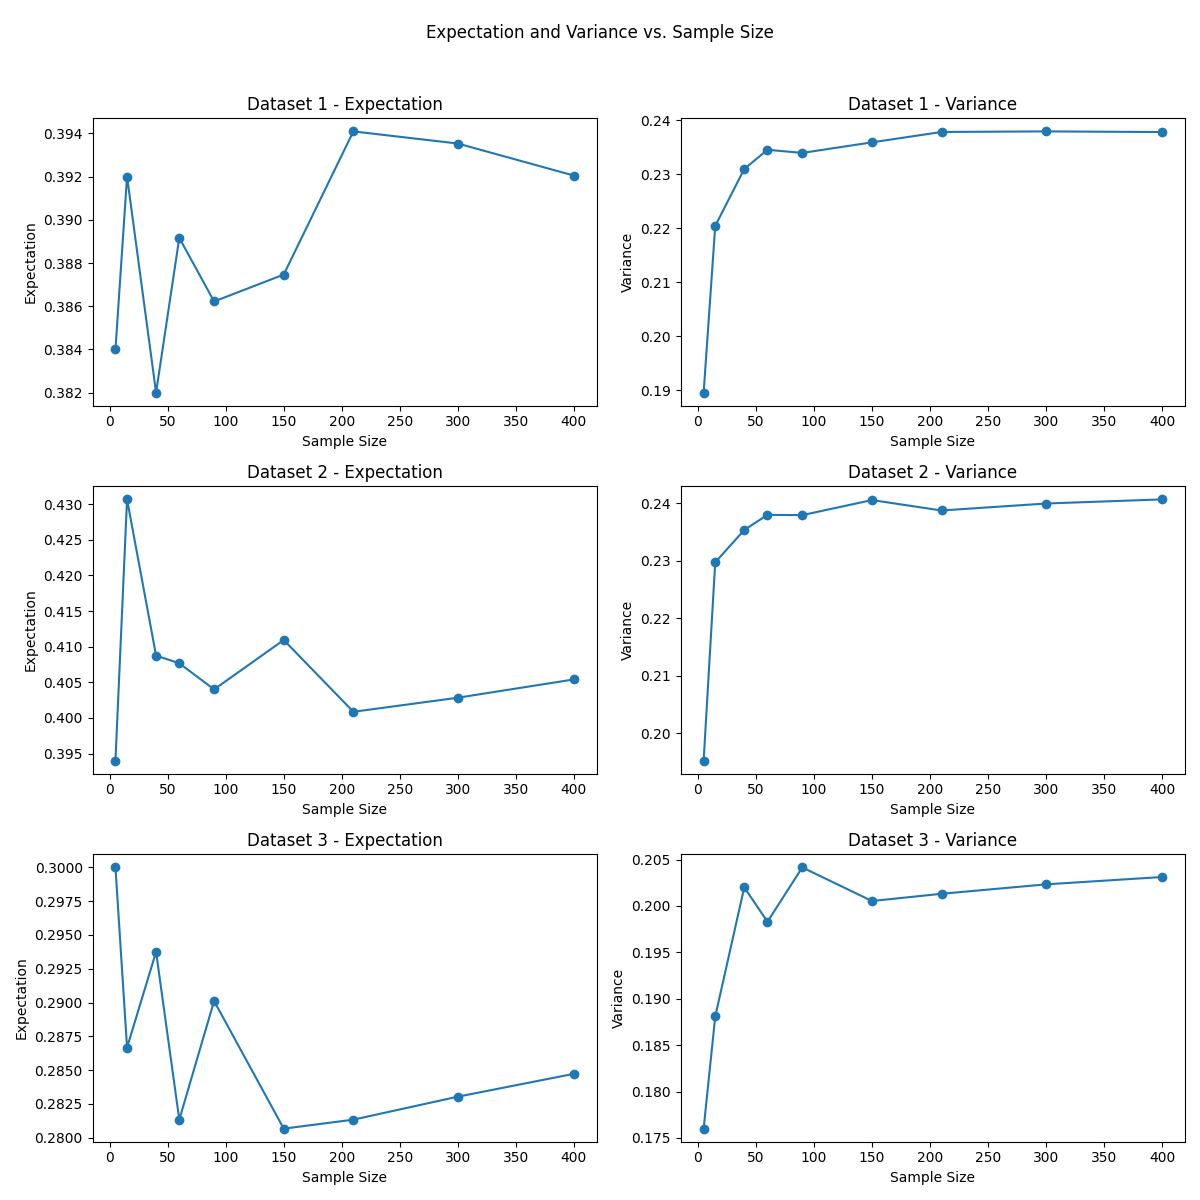 Expectation and Variance vs. Sample Size
Dataset 1 - Expectation
0.394
0.392
0.390
0.388
0.386
0.384
0.382
Expectation
0 50 100 150 200 250 300 350 400
Sample Size
Dataset 1 - Variance
0.24
0.23
0.22
0.21
0.20
0.19
Variance
0 50 100 150 200 250 300 350 400
Sample Size
Dataset 2 - Expectation
0.430
0.425
0.420
0.415
0.410
0.405
0.400
0.395
Expectation
0 50 100 150 200 250 300 350 400
Sample Size
Dataset 2 - Variance
0.24
0.23
0.22
0.21
0.20
Variance
0 50 100 150 200 250 300 350 400
Sample Size
Dataset 3 - Expectation
0.3000
0.2975
0.2950
0.2925
0.2900
0.2875
0.2850
0.2825
0.2800
Expectation
0 50 100 150 200 250 300 350 400
Sample Size
Dataset 3 - Variance
0.205
0.200
0.195
0.190
0.185
0.180
0.175
Variance
0 50 100 150 200 250 300 350 400
Sample Size